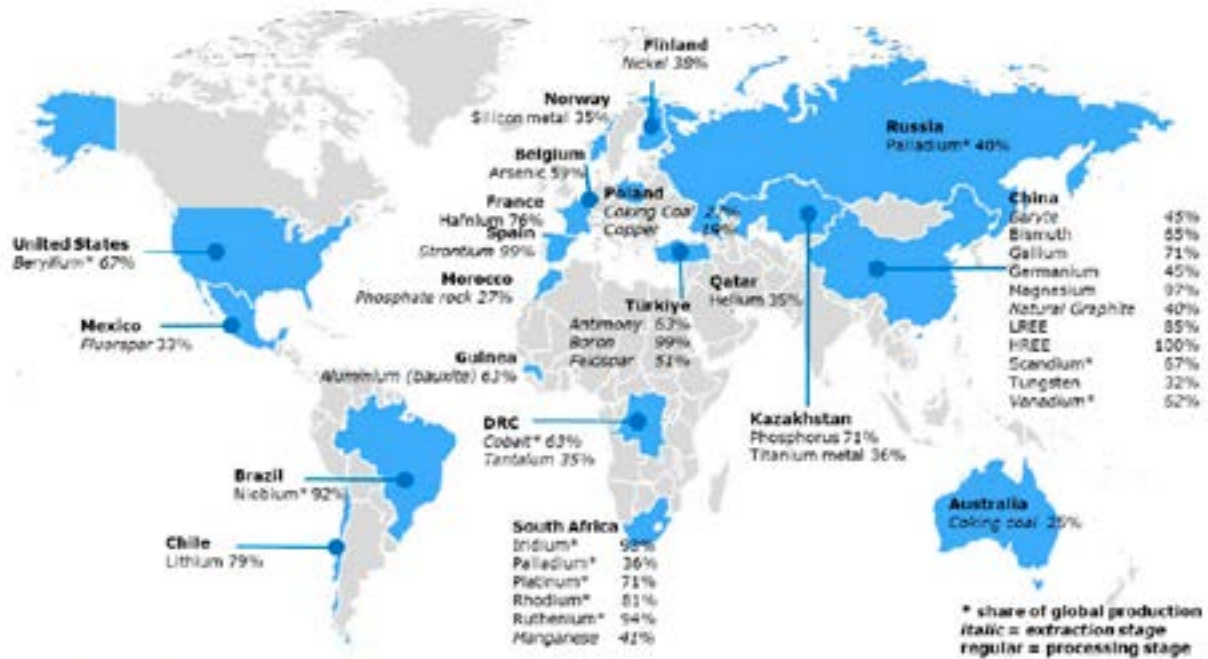 Finland
Nickel 38%
Norway
Silicon metal 35%
Belgium
Arsenic 59%
France
Hafnium 76%
Spain
Strontium 99%
Morocco
Phosphate rock 27%
Poland
Coking Coal
Copper 19%
Russia
Palladium* 40%
China
Baryte 45%
Bismuth 65%
Gallium 71%
Germanium 45%
Magnesium 97%
Natural Graphite 40%
LREE 85%
HREE 100%
Scandium* 67%
Tungsten 32%
Vanadium* 62%
United States
Beryllium* 67%
Mexico
Fluorspar 33%
Qatar
Helium 35%
Türkiye
Antimony 63%
Boron 99%
Feldspar 51%
Guinea
Aluminium (bauxite) 63%
DRC
Cobalt* 63%
Tantalum 35%
Kazakhstan
Phosphorus 71%
Titanium metal 36%
Brazil
Niobium* 92%
Chile
Lithium 79%
South Africa
Iridium* 93%
Palladium* 36%
Platinum* 71%
Rhodium* 81%
Ruthenium* 94%
Manganese 41%
Australia
Coking coal 25%
* share of global production
italic = extraction stage
regular = processing stage